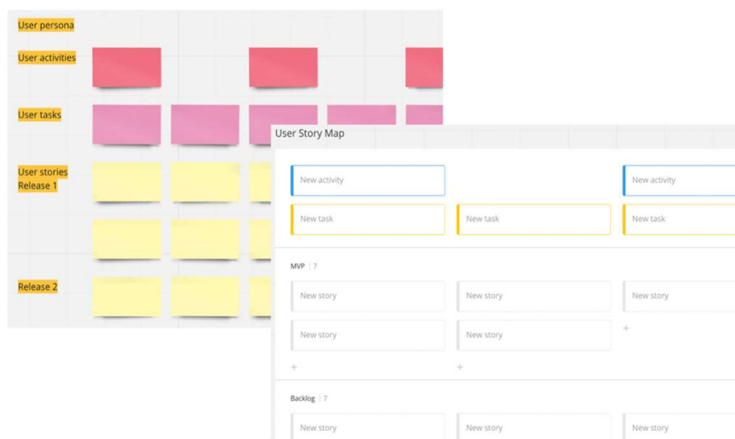 User persona
User activities
User tasks
User stories
Release 1
Release 2
User Story Map
New activity
New activity
New task
New task
New task
MVP 7
New story
New story
New story
New story
New story
+
+
+
Backlog 7
New story
New story
New story